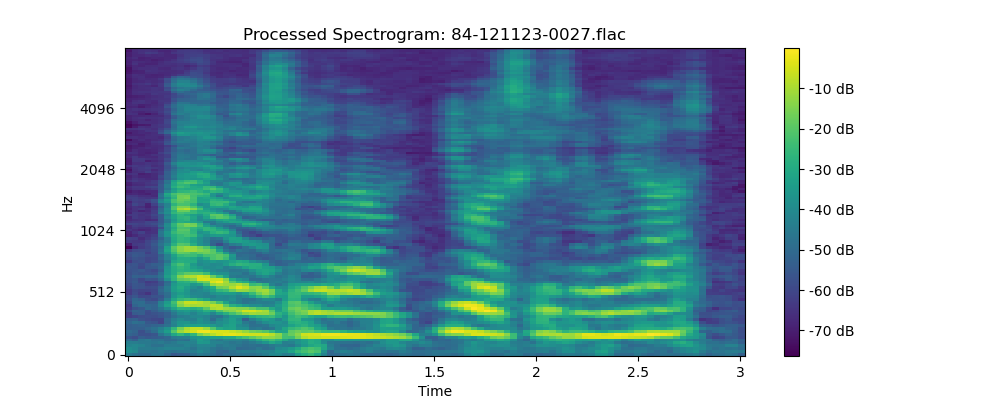 Processed Spectrogram: 84-121123-0027.flac
Hz
4096
2048
1024
512
0
0 0.5 1 1.5 2 2.5 3
Time
-10 dB
-20 dB
-30 dB
-40 dB
-50 dB
-60 dB
-70 dB